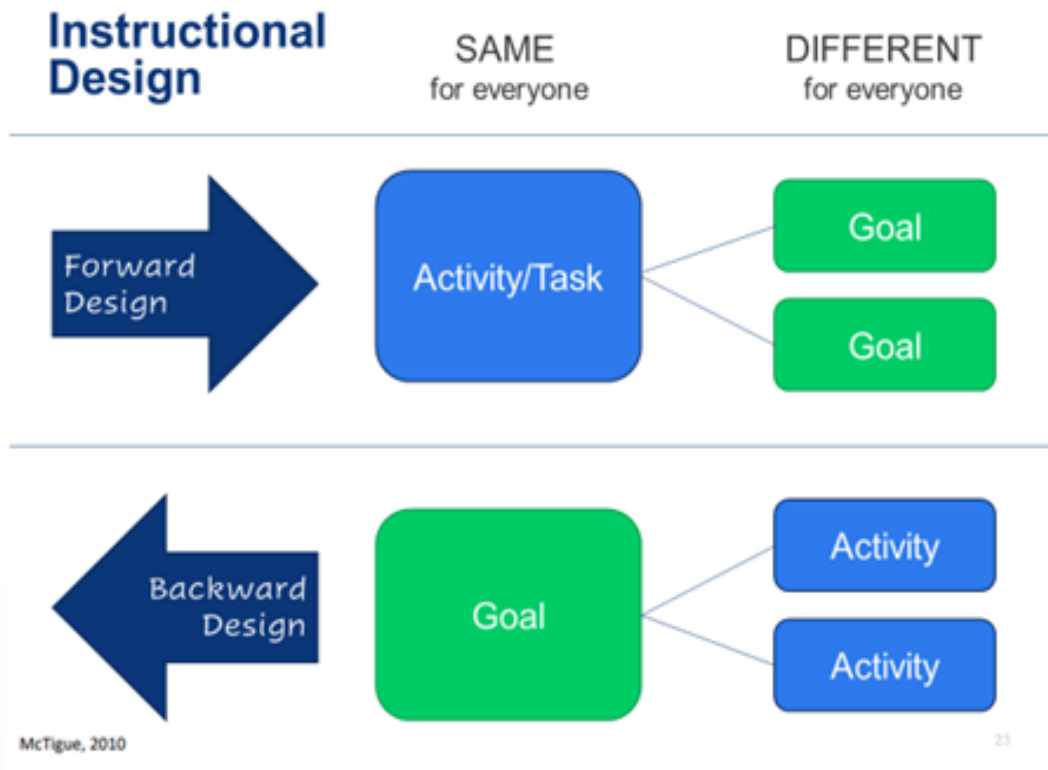 Instructional
Design
SAME
for everyone
DIFFERENT
for everyone
Forward
Design
Activity/Task
Goal
Goal
Backward
Design
Goal
Activity
Activity
McTigue, 2010
23